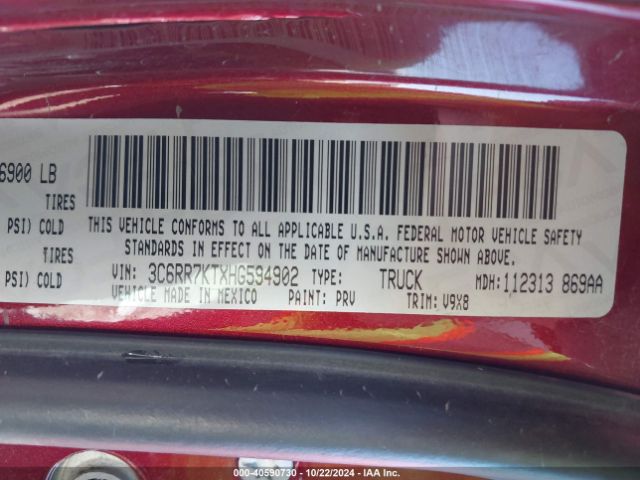 6900 LB
TIRES
PSI) COLD
TIRES
PSI) COLD
THIS VEHICLE CONFORMS TO ALL APPLICABLE U.S.A. FEDERAL MOTOR VEHICLE SAFETY
STANDARDS IN EFFECT ON THE DATE OF MANUFACTURE SHOWN ABOVE.
VIN: 3C6RR7KTXHG594902 TYPE: TRUCK MDH: 112313 869AA
VEHICLE MADE IN MEXICO PAINT: PRV TRIM: V9X8
000-40590730 - 10/22/2024 - IAAI.COM